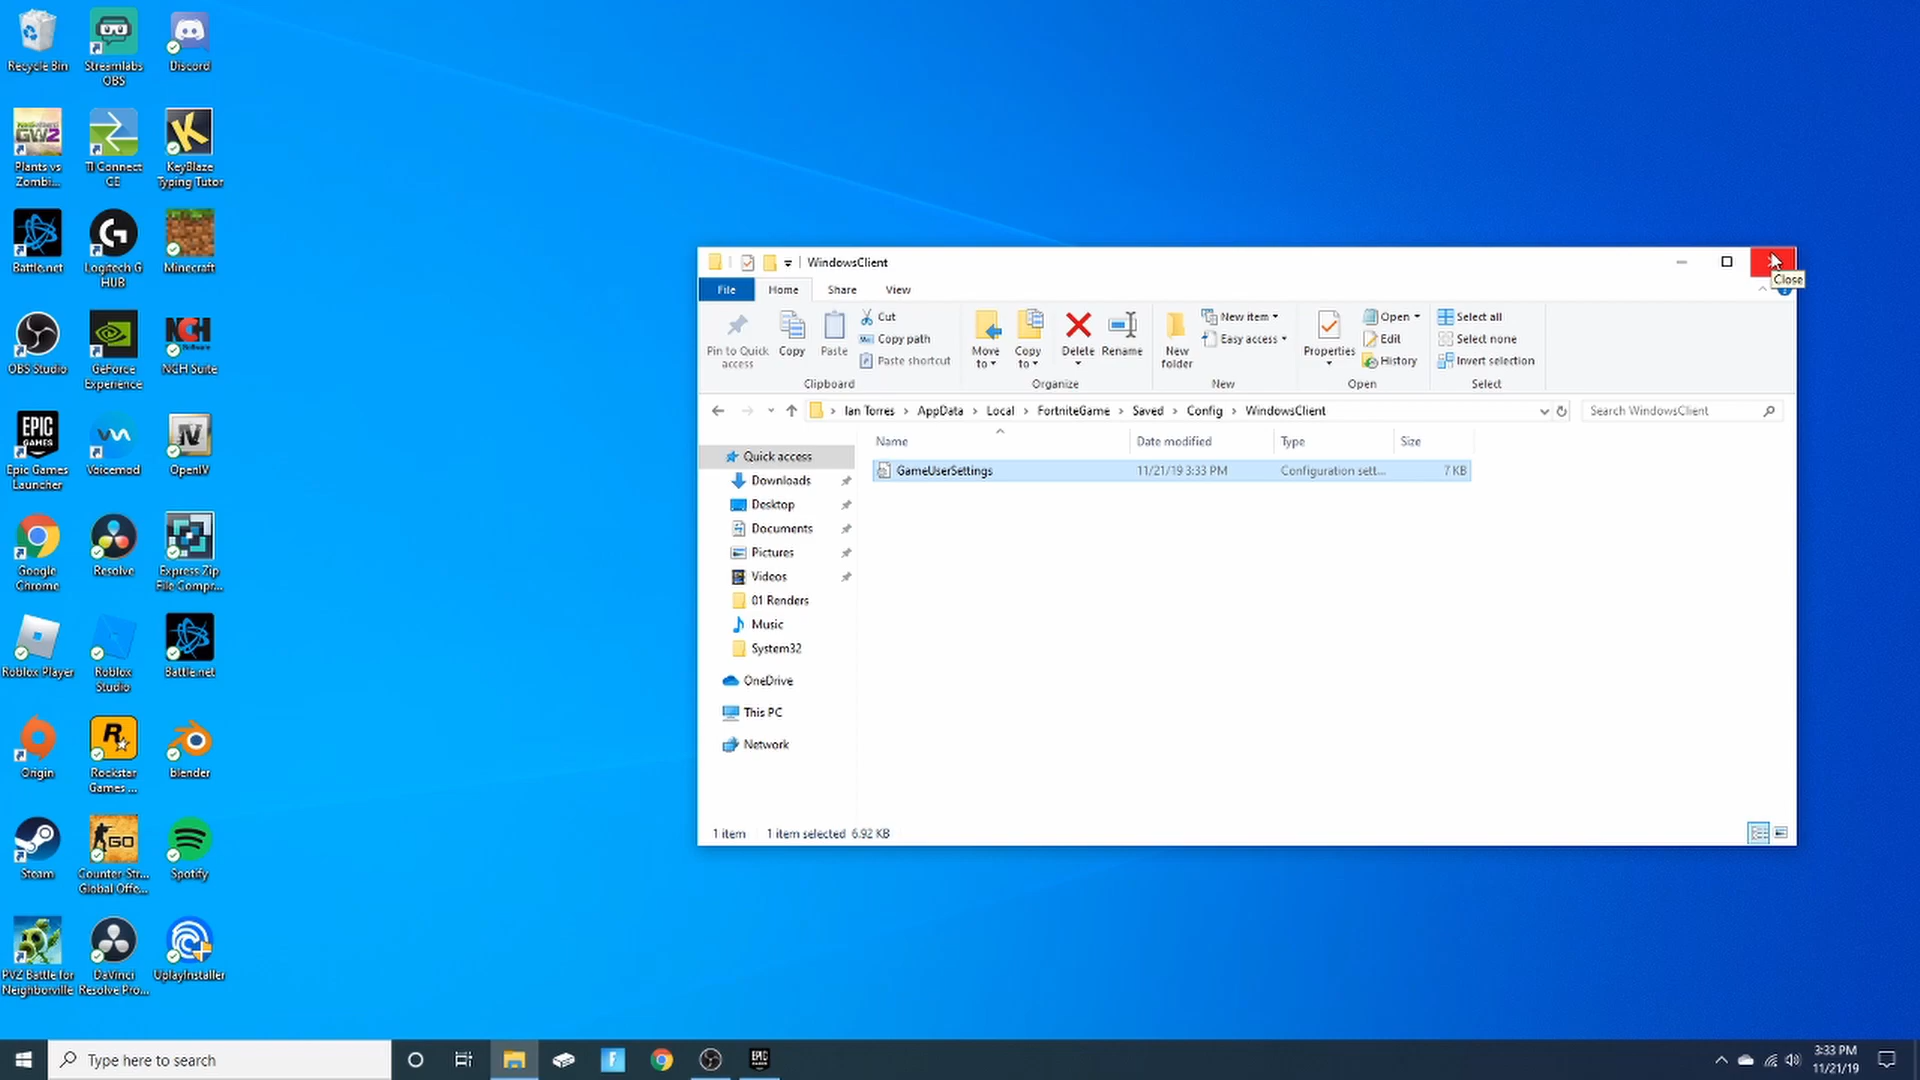 Recycle Bin
Streamlabs
OBS
Discord
GW2
Plants vs
Zombi...
TI Connect
CE
KeyBlaze
Typing Tutor
Battle.net
Logitech G
HUB
Minecraft
OBS Studio
GeForce
Experience
NCH
NCH Suite
EPIC
GAMES
Epic Games
Launcher
Voicemod
IV
OpenIV
Google
Chrome
Resolve
Express Zip
File Compr...
Roblox Player
Roblox
Studio
Battle.net
Origin
Rockstar
Games ...
blender
Steam
GO
Counter-Str...
Global Offe...
Spotify
PVZ Battle for
Neighborville
DaVinci
Resolve Pro...
UplayInstaller
WindowsClient
Close
File
Home
Share
View
Pin to Quick
access
Copy
Paste
Cut
Copy path
Paste shortcut
Clipboard
Move
to
Copy
to
Delete
Rename
Organize
New
folder
New item
Easy access
New
Properties
Open
Edit
History
Open
Select all
Select none
Invert selection
Select
Ian Torres
AppData
Local
FortniteGame
Saved
Config
WindowsClient
Search WindowsClient
Name
Date modified
Type
Size
GameUserSettings
11/21/19 3:33 PM
Configuration sett...
7 KB
Quick access
Downloads
Desktop
Documents
Pictures
Videos
01 Renders
Music
System32
OneDrive
This PC
Network
1 item
1 item selected 6.92 KB
Type here to search
EPIC
3:33 PM
11/21/19